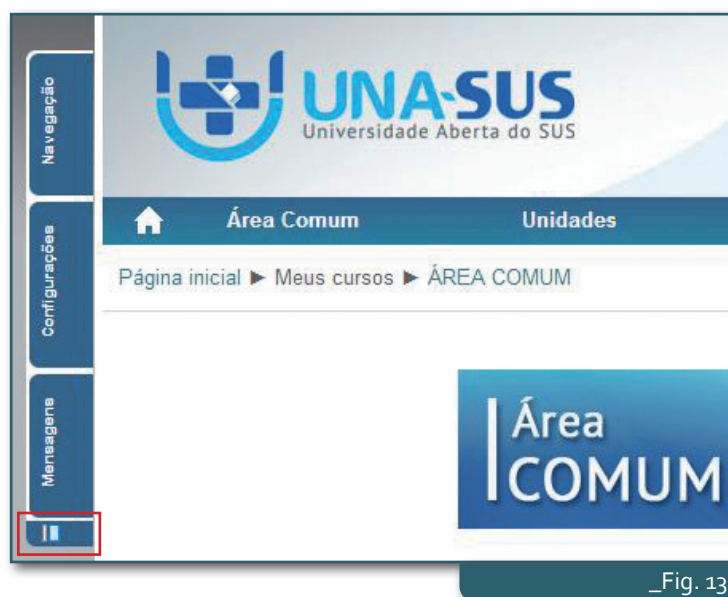 Navegação
Configurações
Mensagens
UNA-SUS
Universidade Aberta do SUS
Área Comum Unidades
Página inicial ► Meus cursos ► ÁREA COMUM
Área
COMUM
_Fig. 13